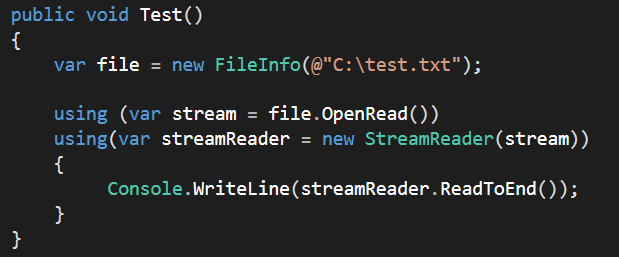 public void Test()
{
    var file = new FileInfo(@"C:\test.txt");

    using (var stream = file.OpenRead())
    using(var streamReader = new StreamReader(stream))
    {
        Console.WriteLine(streamReader.ReadToEnd());
    }
}